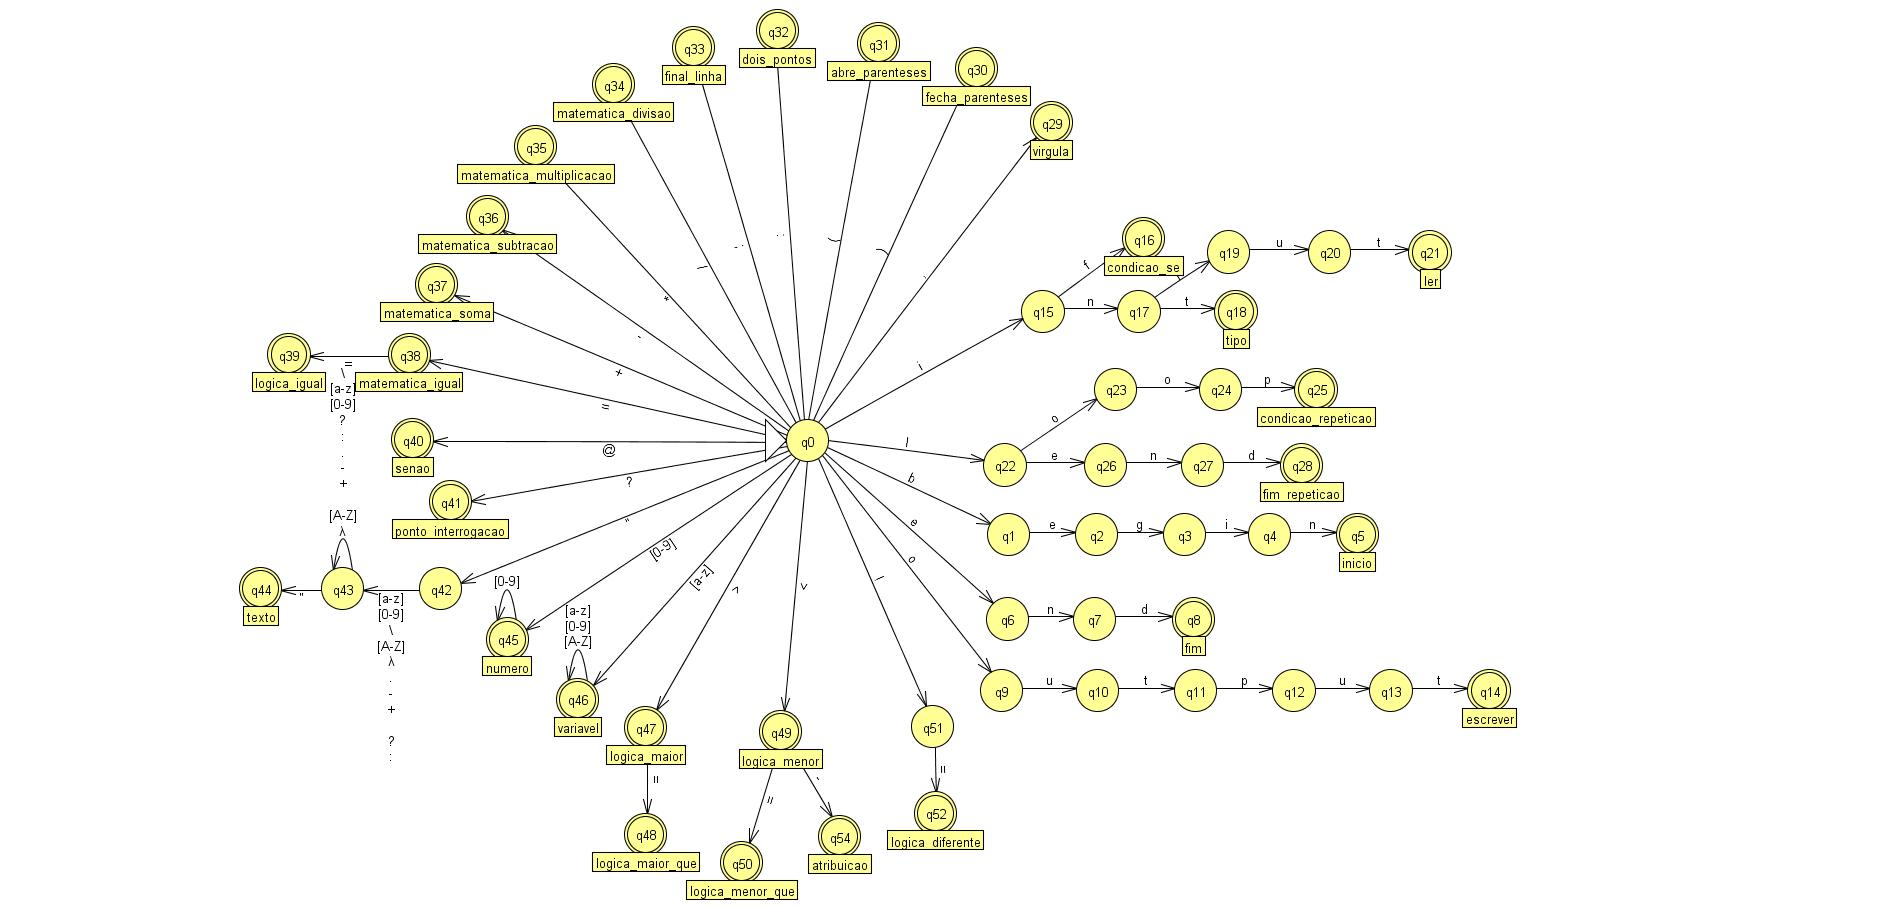 q32
dois_pontos
q33
final_linha
q31
abre_parenteses
q30
fecha_parenteses
q34
matematica_divisao
q29
virgula
q35
matematica_multiplicacao
q36
matematica_subtracao
q37
matematica_soma
q39
logica_igual
q38
matematica_igual
=
\
[a-z]
[0-9]
?
:
.
-
+
[A-Z]
λ
q40
senao
q41
ponto_interrogacao
q0
/
;
:
(
)
,
*
-
+
=
@
?
"
[0-9]
[a-z]
>
<
!
i
l
b
e
o
q16
condicao_se
f
q15
n
q17
t
q18
tipo
q19
u
q20
t
q21
ler
q22
o
q23
o
q24
p
q25
condicao_repeticao
e
q26
n
q27
d
q28
fim_repeticao
q1
e
q2
g
q3
i
q4
n
q5
inicio
q6
n
q7
d
q8
fim
q9
u
q10
t
q11
p
q12
u
q13
t
q14
escrever
q44
texto
"
q43
q42
[a-z]
[0-9]
\
[A-Z]
λ
.
-
+
?
:
[0-9]
q45
numero
[a-z]
[0-9]
[A-Z]
q46
variavel
q47
logica_maior
=
q48
logica_maior_que
q49
logica_menor
=
-
q50
logica_menor_que
q54
atribuicao
q51
=
q52
logica_diferente